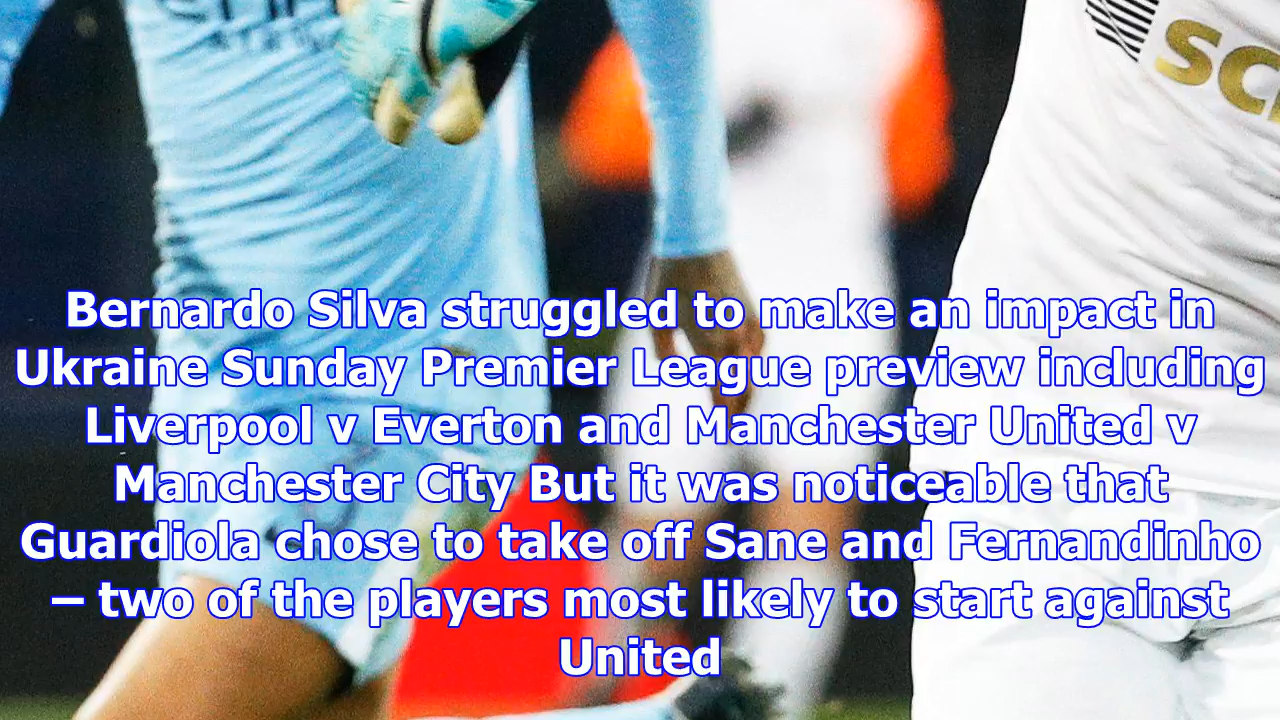 SC
Bernardo Silva struggled to make an impact in
Ukraine Sunday Premier League preview including
Liverpool v Everton and Manchester United v
Manchester City But it was noticeable that
Guardiola chose to take off Sane and Fernandinho
– two of the players most likely to start against
United